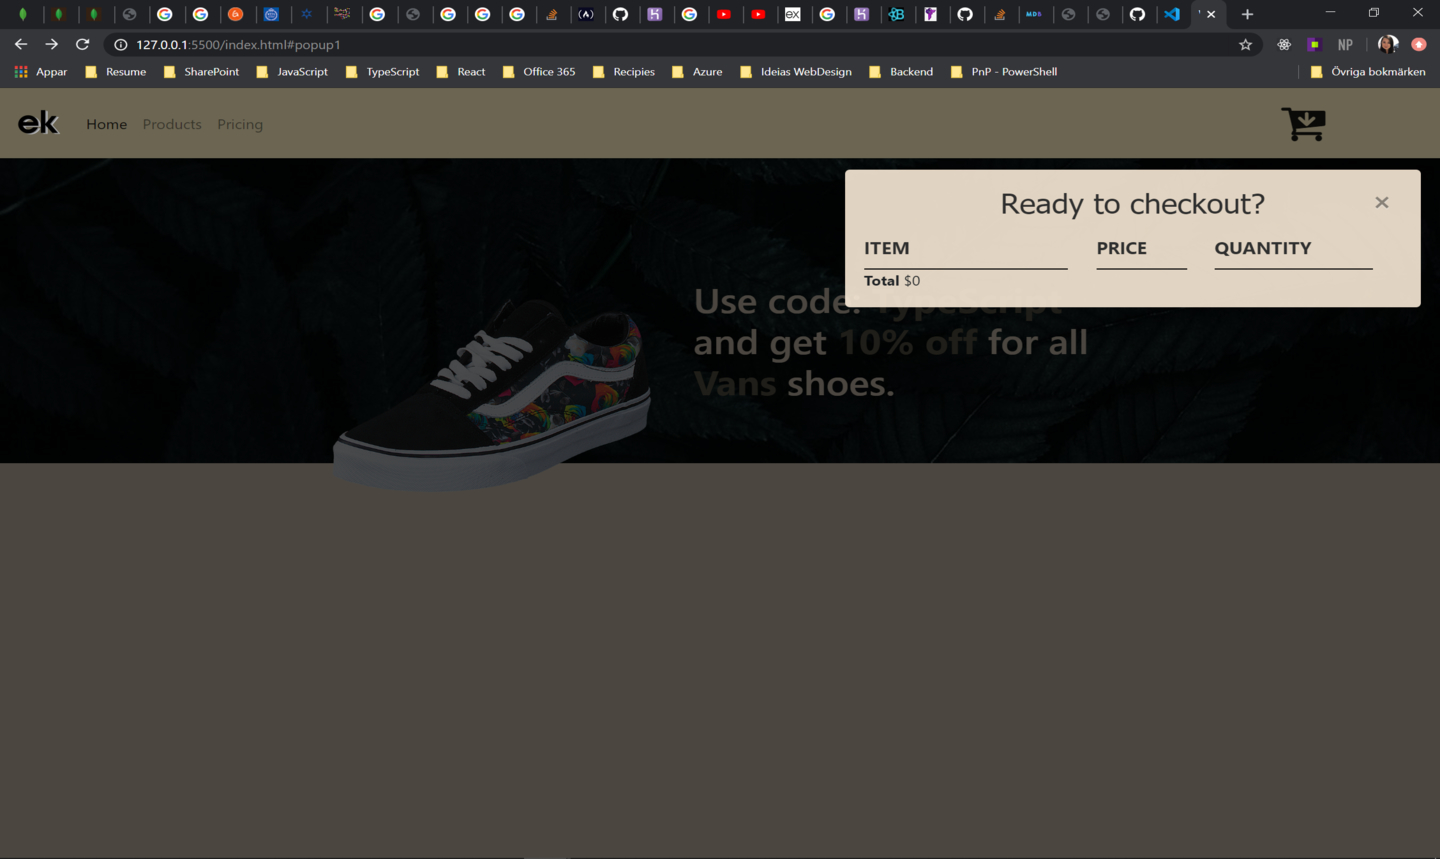 127.0.0.1:5500/index.html#popup1
NP
Appar
Resume
SharePoint
JavaScript
TypeScript
React
Office 365
Recipies
Azure
Ideias WebDesign
Backend
PnP - PowerShell
Övriga bokmärken
ek
Home
Products
Pricing
Ready to checkout?
ITEM
PRICE
QUANTITY
Total $0
Use code: TypeScript
and get 10% off for all
Vans shoes.